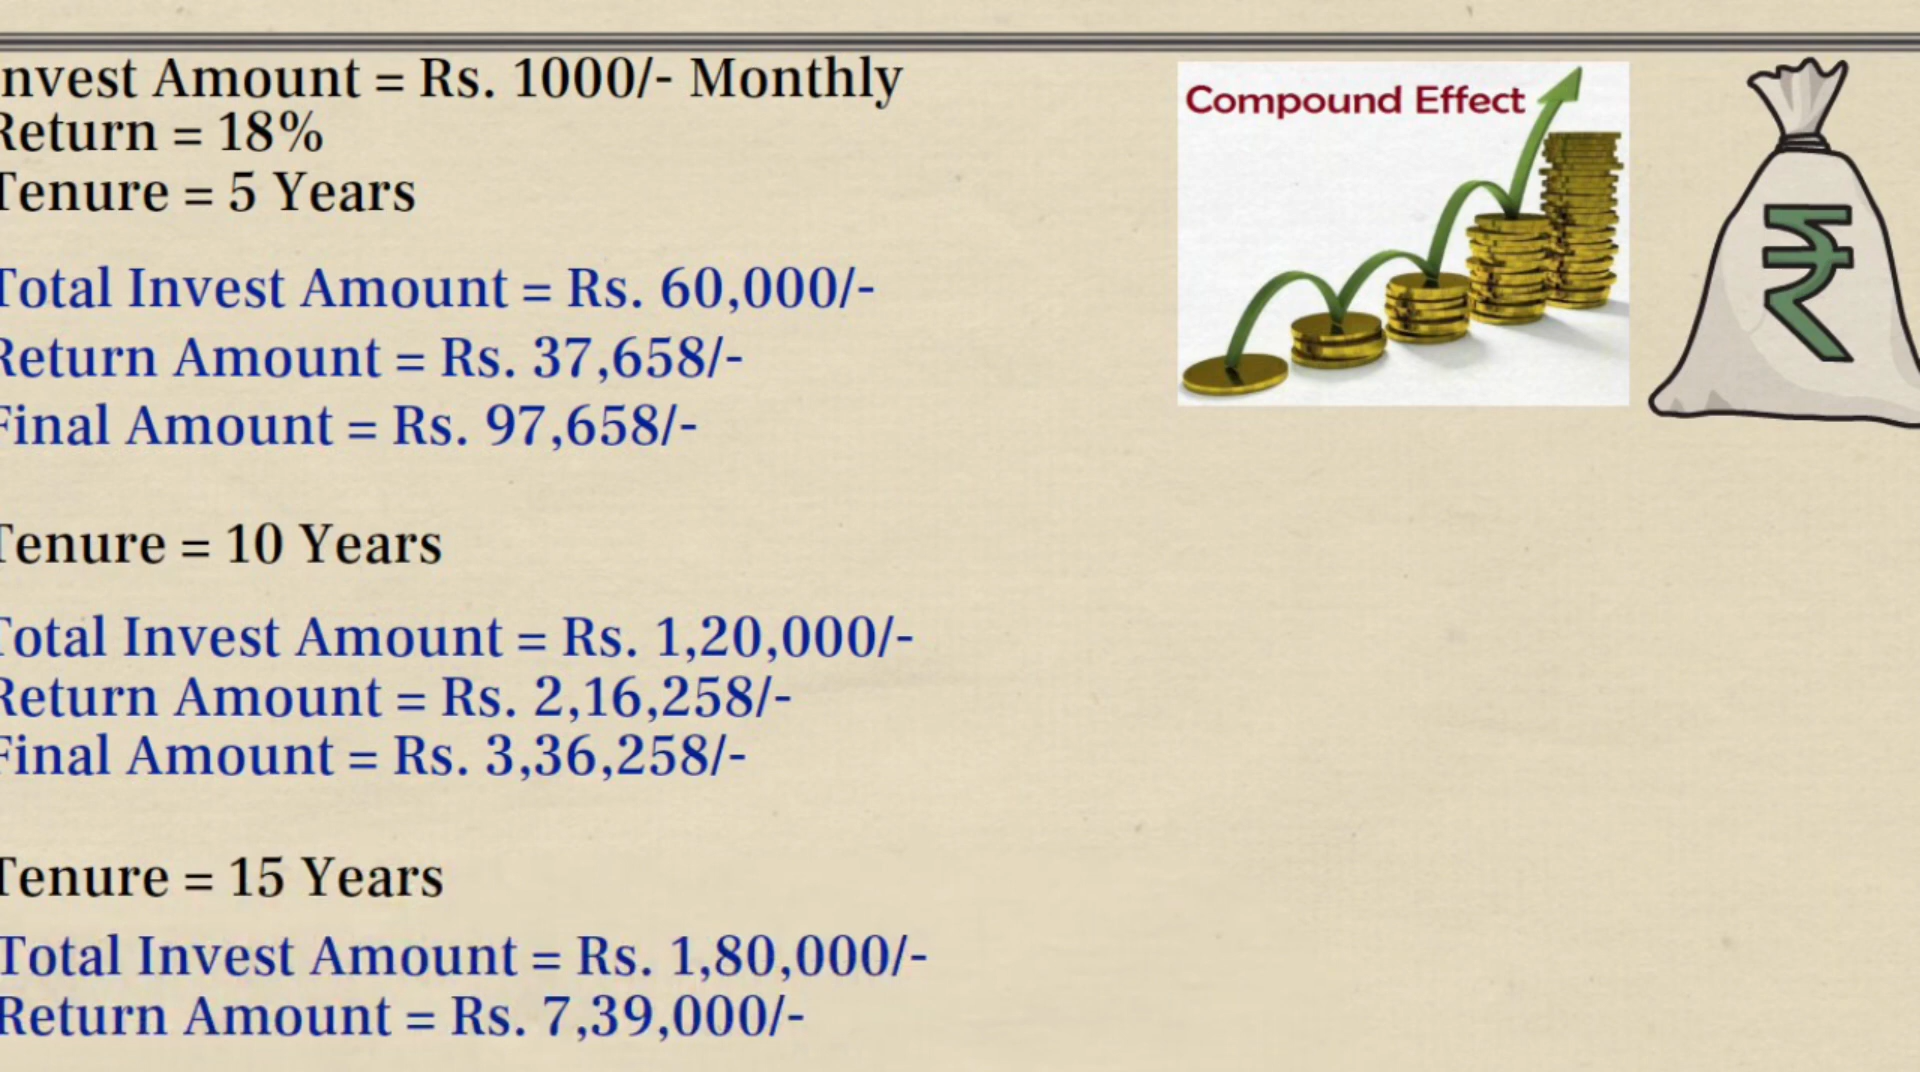 nvest Amount = Rs. 1000/- Monthly
Return = 18%
Tenure = 5 Years
Total Invest Amount = Rs. 60,000/-
Return Amount = Rs. 37,658/-
Final Amount = Rs. 97,658/-
Tenure = 10 Years
Total Invest Amount = Rs. 1,20,000/-
Return Amount = Rs. 2,16,258/-
Final Amount = Rs. 3,36,258/-
Tenure = 15 Years
Total Invest Amount = Rs. 1,80,000/-
Return Amount = Rs. 7,39,000/-
Compound Effect
₹